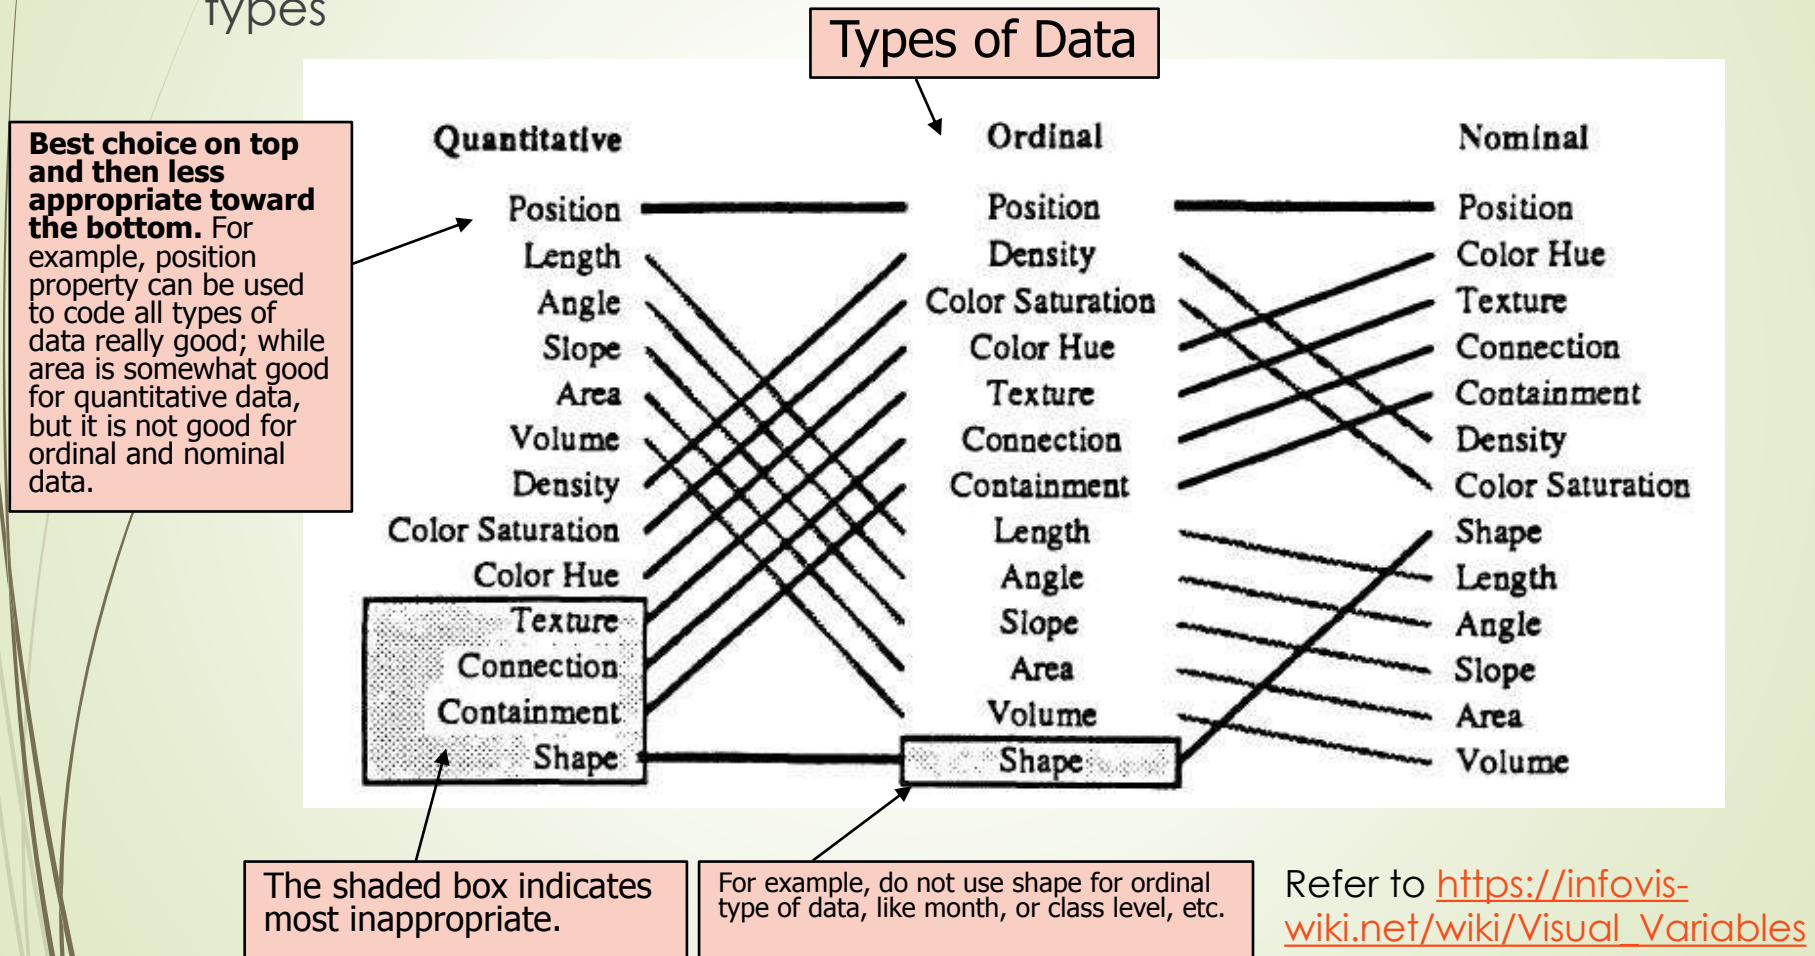 types
Types of Data
Best choice on top
and then less
appropriate toward
the bottom. For
example, position
property can be used
to code all types of
data really good; while
area is somewhat good
for quantitative data,
but it is not good for
ordinal and nominal
data.
Quantitative
Position
Length
Angle
Slope
Area
Volume
Density
Color Saturation
Color Hue
Texture
Connection
Containment
Shape
Ordinal
Position
Density
Color Saturation
Color Hue
Texture
Connection
Containment
Length
Angle
Slope
Area
Volume
Shape
Nominal
Position
Color Hue
Texture
Connection
Containment
Density
Color Saturation
Shape
Length
Angle
Slope
Area
Volume
The shaded box indicates
most inappropriate.
For example, do not use shape for ordinal
type of data, like month, or class level, etc.
Refer to https://infovis-
wiki.net/wiki/Visual_Variables